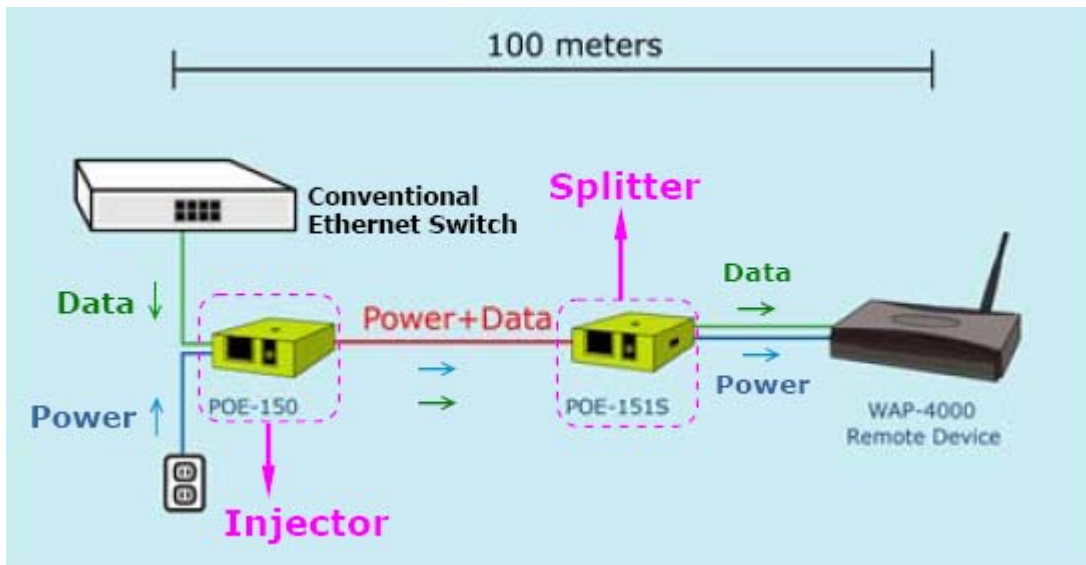 100 meters
Conventional
Ethernet Switch
Splitter
Data
Data
Power+Data
Power
Power
POE-150
POE-151S
WAP-4000
Remote Device
Injector